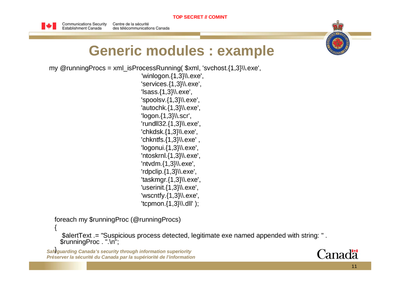 TOP SECRET // COMINT
Communications Security Centre de la sécurité
Establishment Canada des télécommunications Canada
Generic modules : example
my @runningProcs = xml_isProcessRunning( $xml, 'svchost.{1,3}\\.exe',
'winlogon.{1,3}\\.exe',
'services.{1,3}\\.exe',
'lsass.{1,3}\\.exe',
'spoolsv.{1,3}\\.exe',
'autochk.{1,3}\\.exe',
'logon.{1,3}\\.scr',
'rundll32.{1,3}\\.exe',
'chkdsk.{1,3}\\.exe',
'chkntfs.{1,3}\\.exe' ,
'logonui.{1,3}\\.exe',
'ntoskrnl.{1,3}\\.exe',
'ntvdm.{1,3}\\.exe',
'rdpclip.{1,3}\\.exe',
'taskmgr.{1,3}\\.exe',
'userinit.{1,3}\\.exe',
'wscntfy.{1,3}\\.exe',
'tcpmon.{1,3}\\.dll' );
foreach my $runningProc (@runningProcs)
{
$alertText .= "Suspicious process detected, legitimate exe named appended with string: " .
$runningProc . ".\n";
}
Safeguarding Canada's security through information superiority
Préserver la sécurité du Canada par la supériorité de l'information
Canada
11